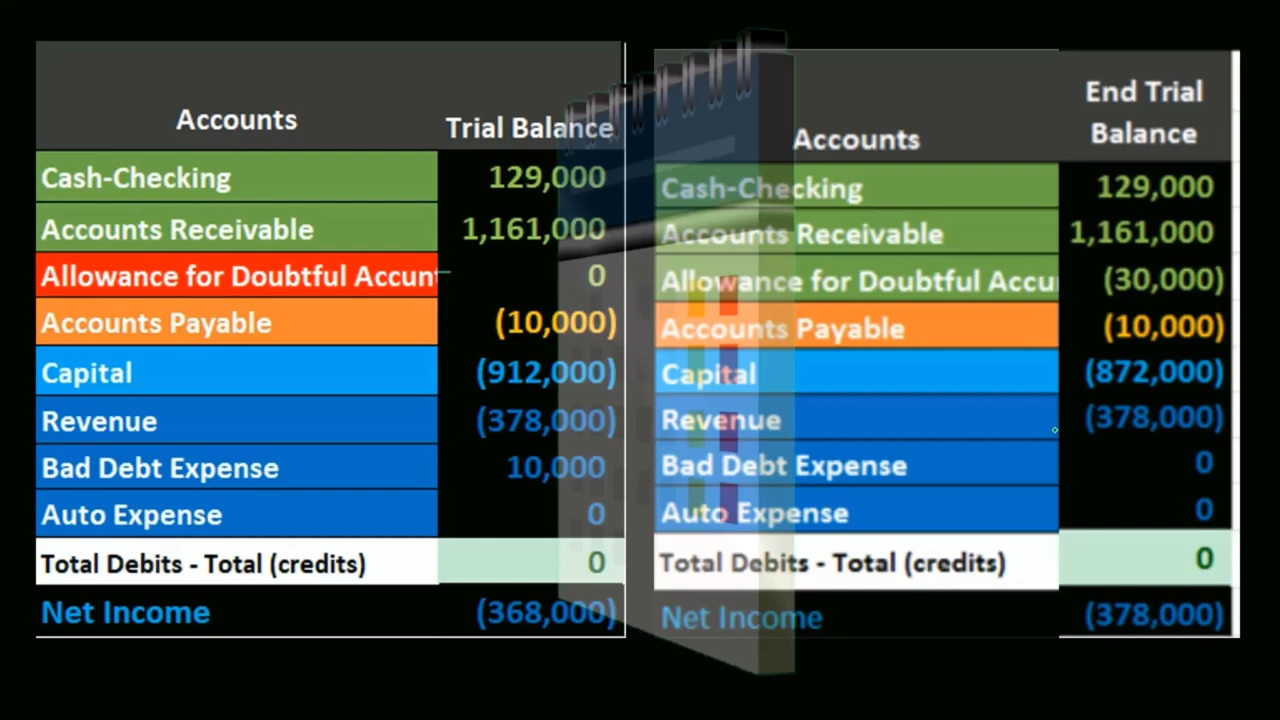 Accounts Trial Balance
Cash-Checking 129,000
Accounts Receivable 1,161,000
Allowance for Doubtful Accunt 0
Accounts Payable (10,000)
Capital (912,000)
Revenue (378,000)
Bad Debt Expense 10,000
Auto Expense 0
Total Debits - Total (credits) 0
Net Income (368,000)
End Trial
Accounts Balance
Cash-Checking 129,000
Accounts Receivable 1,161,000
Allowance for Doubtful Accu (30,000)
Accounts Payable (10,000)
Capital (872,000)
Revenue (378,000)
Bad Debt Expense 0
Auto Expense 0
Total Debits - Total (credits) 0
Net Income (378,000)